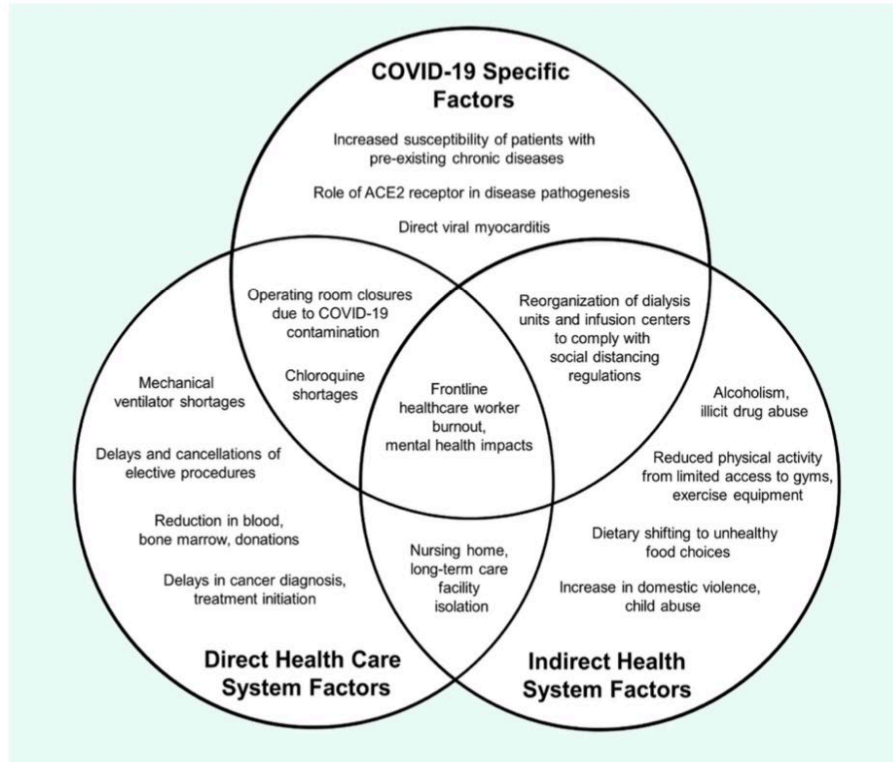 COVID-19 Specific
Factors
Increased susceptibility of patients with
pre-existing chronic diseases
Role of ACE2 receptor in disease pathogenesis
Direct viral myocarditis
Operating room closures
due to COVID-19
contamination
Chloroquine
shortages
Reorganization of dialysis
units and infusion centers
to comply with
social distancing
regulations
Frontline
healthcare worker
burnout,
mental health impacts
Mechanical
ventilator shortages
Delays and cancellations of
elective procedures
Reduction in blood,
bone marrow, donations
Delays in cancer diagnosis,
treatment initiation
Alcoholism,
illicit drug abuse
Reduced physical activity
from limited access to gyms,
exercise equipment
Dietary shifting to unhealthy
food choices
Increase in domestic violence,
child abuse
Nursing home,
long-term care
facility
isolation
Direct Health Care
System Factors
Indirect Health
System Factors